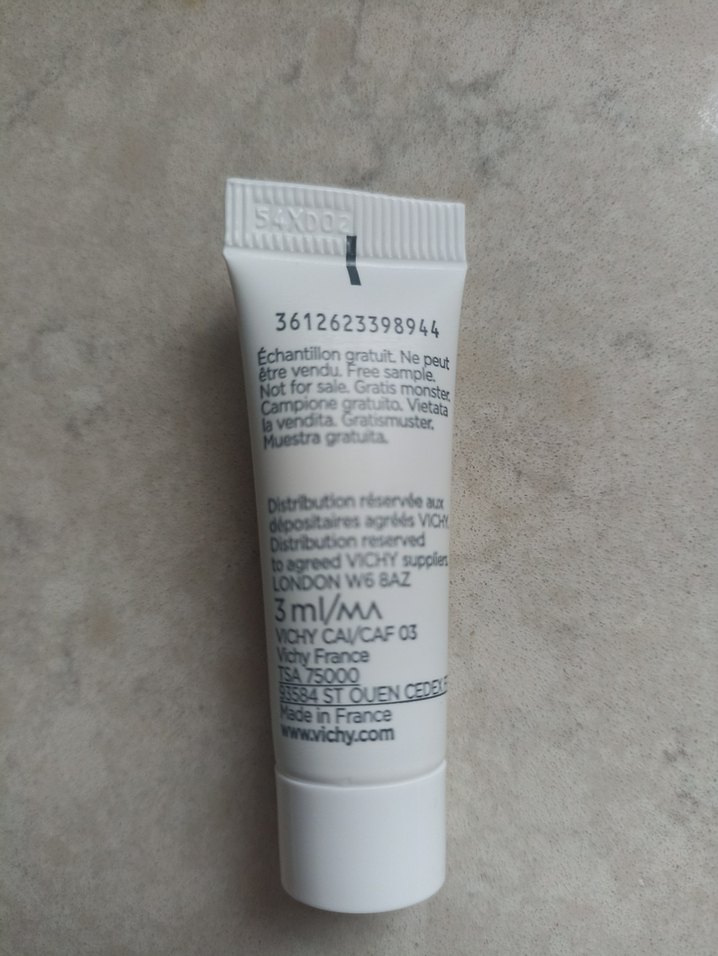 54X002
3612623398944
Échantillon gratuit. Ne peut
être vendu. Free sample.
Not for sale. Gratis monster.
Campione gratuito. Vietata
la vendita. Gratismuster.
Muestra gratuita.
Distribution réservée aux
dépositaires agréés VICHY
Distribution reserved
to agreed VICHY suppliers
LONDON W6 8AZ
3 ml/мл
VICHY CAI/CAF 03
Vichy France
TSA 75000
93584 ST OUEN CEDEX
Made in France
www.vichy.com